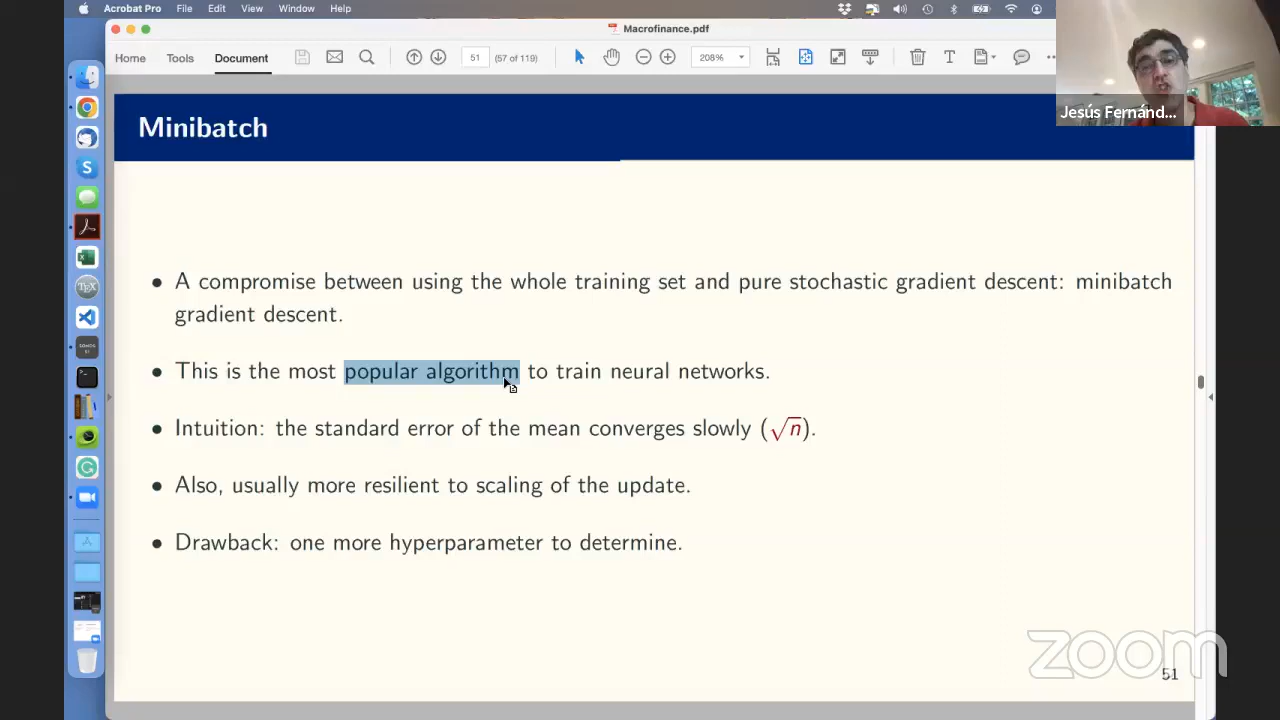 Acrobat Pro File Edit View Window Help
Macrofinance.pdf
Home Tools Document 51 (57 of 119) 208%
Jesús Fernánd...
Minibatch
• A compromise between using the whole training set and pure stochastic gradient descent: minibatch
gradient descent.
• This is the most popular algorithm to train neural networks.
• Intuition: the standard error of the mean converges slowly (√n).
• Also, usually more resilient to scaling of the update.
• Drawback: one more hyperparameter to determine.
zoom
51